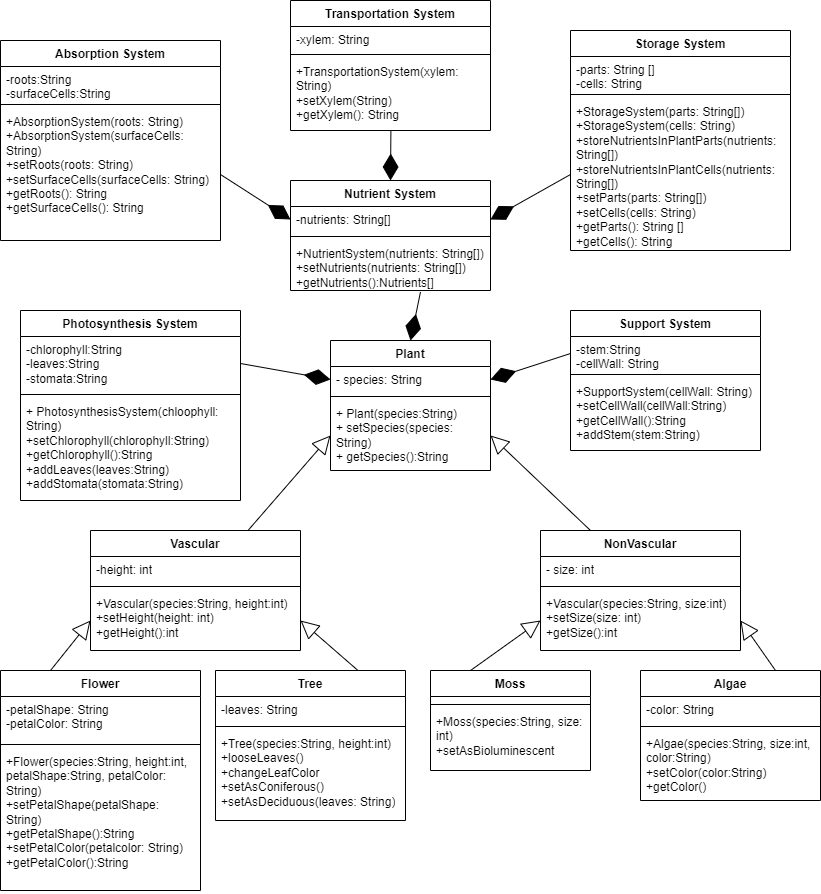 Transportation System
-xylem: String
+TransportationSystem(xylem:
String)
+setXylem(String)
+getXylem(): String
Absorption System
-roots:String
-surfaceCells:String
+AbsorptionSystem(roots: String)
+AbsorptionSystem(surfaceCells:
String)
+setRoots(roots: String)
+setSurfaceCells(surfaceCells: String)
+getRoots(): String
+getSurfaceCells(): String
Storage System
-parts: String []
-cells: String
+StorageSystem(parts: String[])
+StorageSystem(cells: String)
+storeNutrientsInPlantParts(nutrients:
String[])
+storeNutrientsInPlantCells(nutrients:
String[])
+setParts(parts: String[])
+setCells(cells: String)
+getParts(): String []
+getCells(): String
Nutrient System
-nutrients: String[]
+NutrientSystem(nutrients: String[])
+setNutrients(nutrients: String[])
+getNutrients():Nutrients[]
Photosynthesis System
-chlorophyll:String
-leaves:String
-stomata:String
+ PhotosynthesisSystem(chloophyll:
String)
+setChlorophyll(chlorophyll:String)
+getChlorophyll():String
+addLeaves(leaves:String)
+addStomata(stomata:String)
Plant
- species: String
+ Plant(species:String)
+ setSpecies(species:
String)
+ getSpecies():String
Support System
-stem:String
-cellWall: String
+SupportSystem(cellWall: String)
+setCellWall(cellWall:String)
+getCellWall():String
+addStem(stem:String)
Vascular
-height: int
+Vascular(species:String, height:int)
+setHeight(height: int)
+getHeight():int
NonVascular
- size: int
+Vascular(species:String, size:int)
+setSize(size: int)
+getSize():int
Flower
-petalShape: String
-petalColor: String
+Flower(species:String, height:int,
petalShape:String, petalColor:
String)
+setPetalShape(petalShape:
String)
+getPetalShape():String
+setPetalColor(petalcolor: String)
+getPetalColor():String
Tree
-leaves: String
+Tree(species:String, height:int)
+looseLeaves()
+changeLeafColor
+setAsConiferous()
+setAsDeciduous(leaves: String)
Moss
+Moss(species:String, size:
int)
+setAsBioluminescent
Algae
-color: String
+Algae(species:String, size:int,
color:String)
+setColor(color:String)
+getColor()